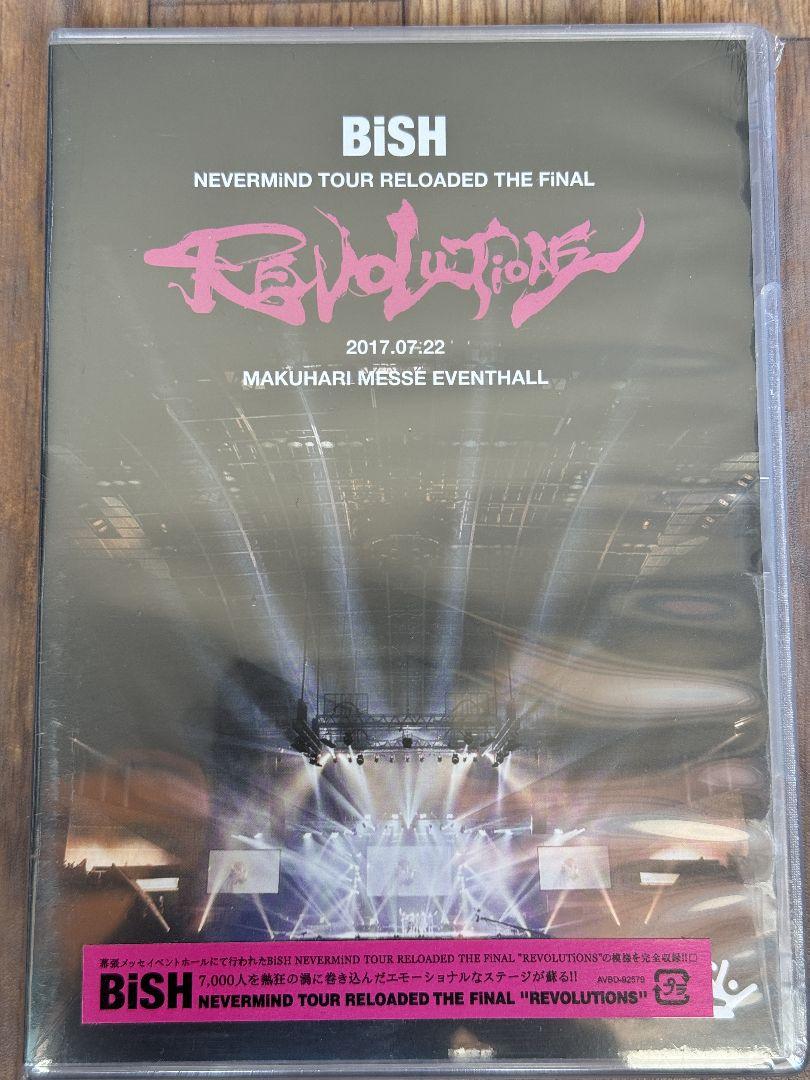 BiSH
NEVERMiND TOUR RELOADED THE FiNAL
REVOLUTiONS
2017.07.22
MAKUHARI MESSE EVENTHALL
幕張メッセイベントホールにて行われたBiSH NEVERMiND TOUR RELOADED THE FiNAL "REVOLUTiONS"の模様を完全収録!!□
BiSH
7,000人を熱狂の渦に巻き込んだエモーショナルなステージが蘇る!!
AVBD-92579
NEVERMiND TOUR RELOADED THE FiNAL "REVOLUTiONS"